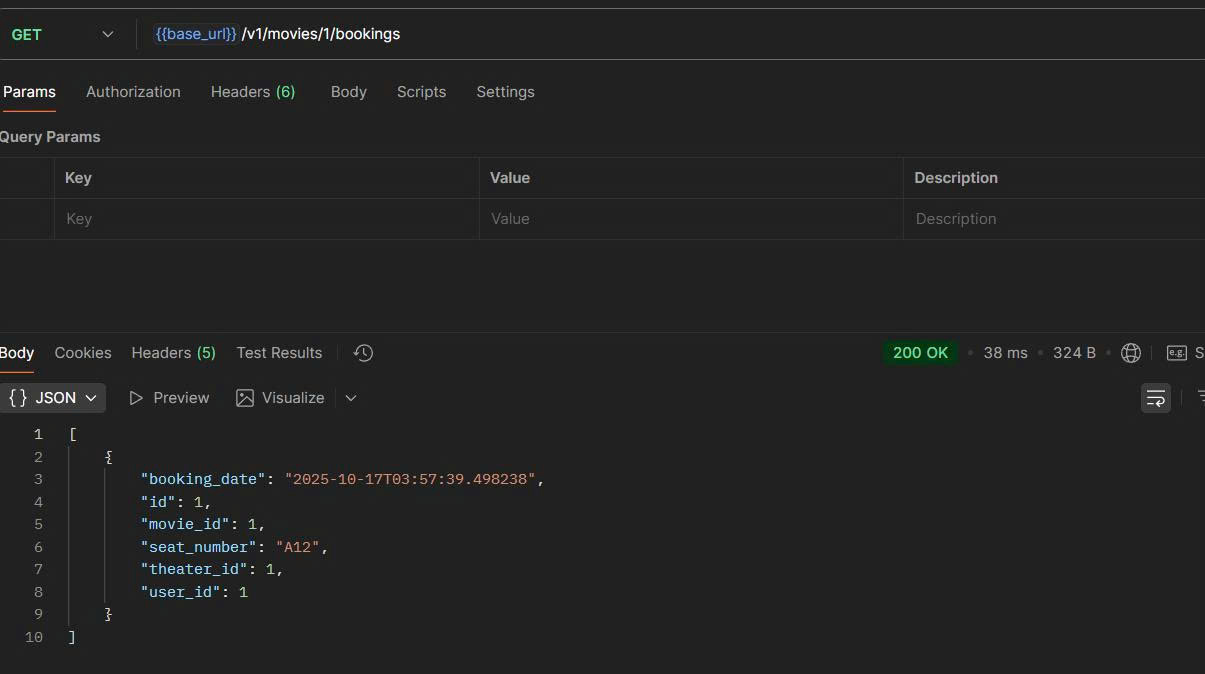 GET {{base_url}} /v1/movies/1/bookings
Params Authorization Headers (6) Body Scripts Settings
Query Params
Key Value Description
Key Value Description
Body Cookies Headers (5) Test Results 200 OK • 38 ms • 324 B • e.g. S
{} JSON Preview Visualize
1 [
2 {
3 "booking_date": "2025-10-17T03:57:39.498238",
4 "id": 1,
5 "movie_id": 1,
6 "seat_number": "A12",
7 "theater_id": 1,
8 "user_id": 1
9 }
10 ]